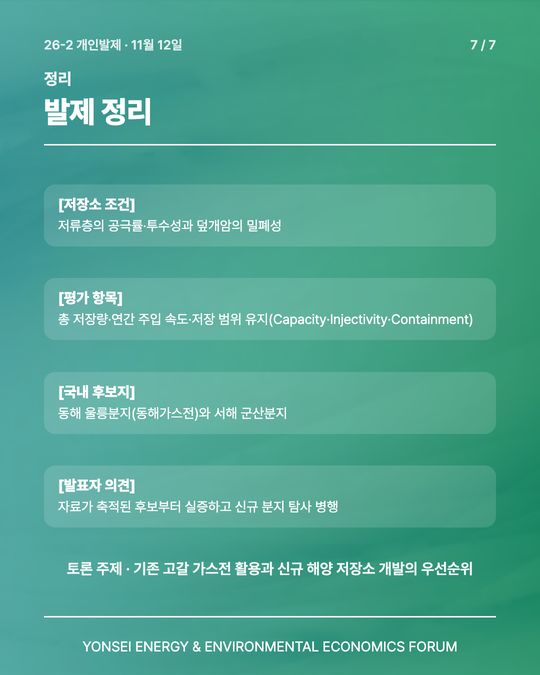 26-2 개인발제 · 11월 12일
7 / 7
정리
발제 정리
[저장소 조건]
저류층의 공극률·투수성과 덮개암의 밀폐성
[평가 항목]
총 저장량·연간 주입 속도·저장 범위 유지(Capacity·Injectivity·Containment)
[국내 후보지]
동해 울릉분지(동해가스전)와 서해 군산분지
[발표자 의견]
자료가 축적된 후보부터 실증하고 신규 분지 탐사 병행
토론 주제 · 기존 고갈 가스전 활용과 신규 해양 저장소 개발의 우선순위
YONSEI ENERGY & ENVIRONMENTAL ECONOMICS FORUM